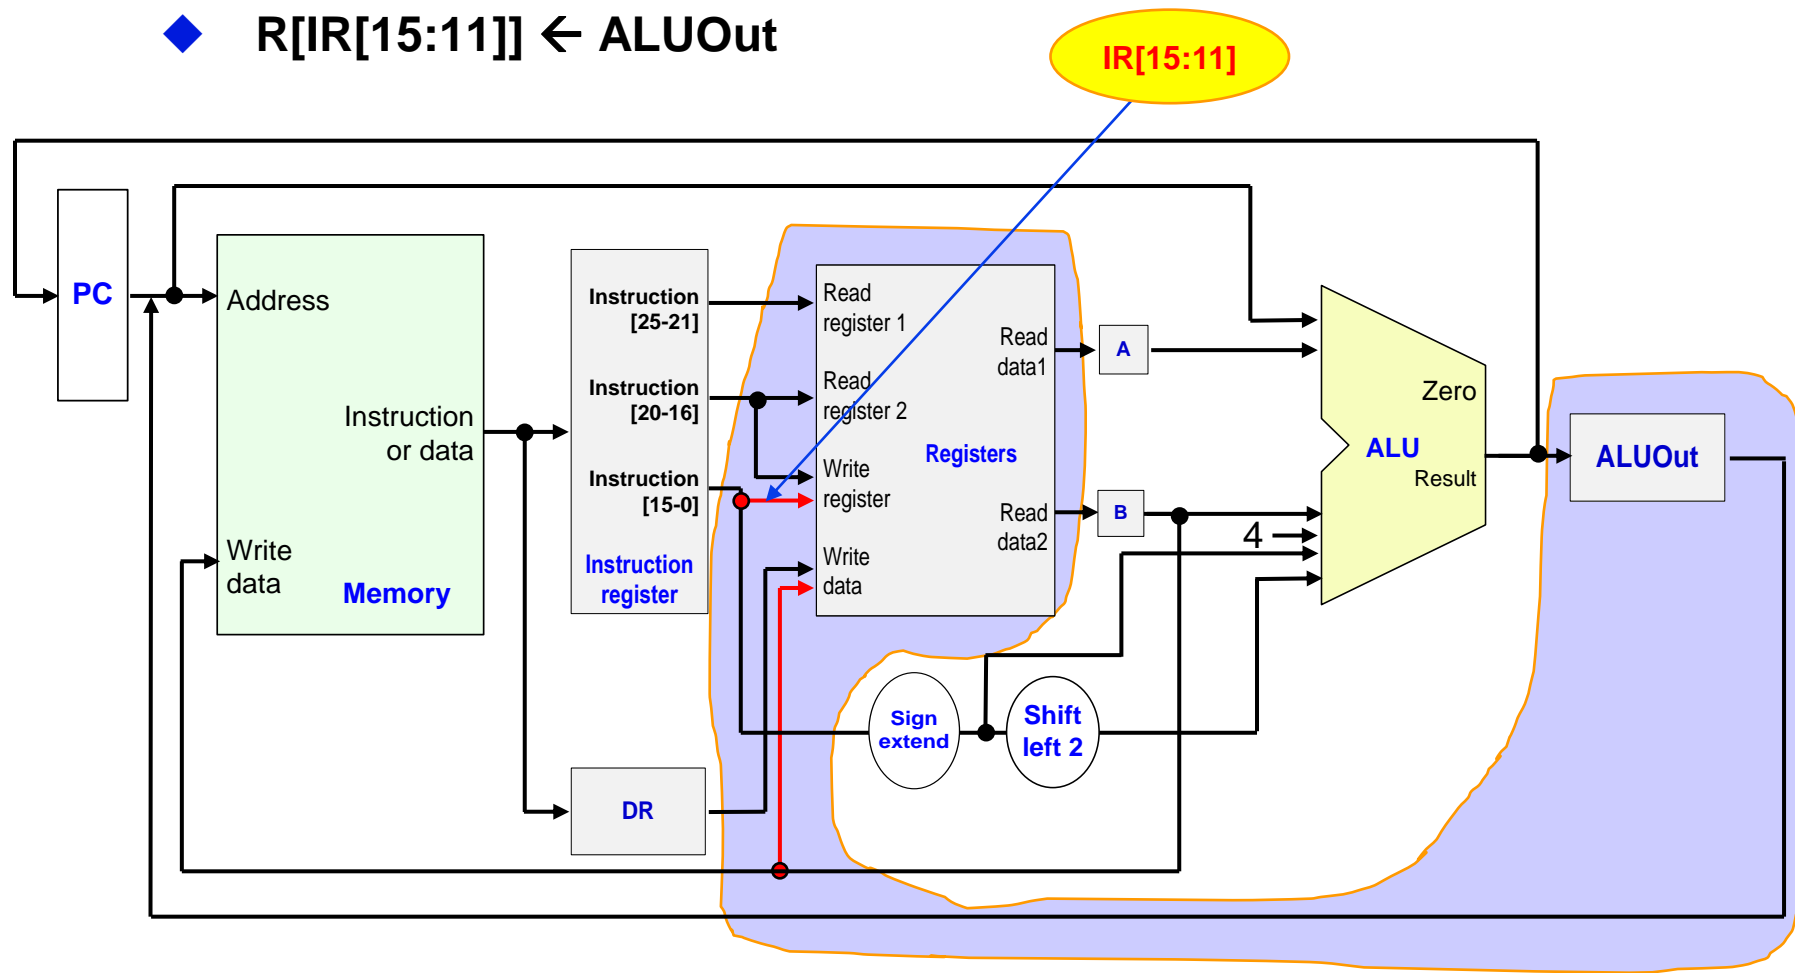 R[IR[15:11]] ← ALUOut
IR[15:11]
PC
Address
Instruction
or data
Write
data
Memory
Instruction
[25-21]
Instruction
[20-16]
Instruction
[15-0]
Instruction
register
DR
Read
register 1
Read
register 2
Write
register
Write
data
Registers
Read
data1
Read
data2
A
B
4
Sign
extend
Shift
left 2
Zero
ALU
Result
ALUOut